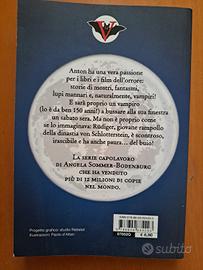 Anton ha una vera passione
per i libri e i film dell'orrore:
storie di mostri, fantasmi,
lupi mannari e, naturalmente, vampiri!
E sarà proprio un vampiro
(lo è da ben 150 anni!) a bussare alla sua finestra
un sabato sera. Ma non è proprio come
se lo immaginava: Rüdiger, giovane rampollo
della dinastia von Schlotterstein, è scontroso,
irascibile e ha anche paura... del buio!
La serie capolavoro
di Angela Sommer-Bodenburg
che ha venduto
più di 12 milioni di copie
nel mondo.
Progetto grafico: studio Rebesol
Illustrazioni: Paolo d'Altan
subito